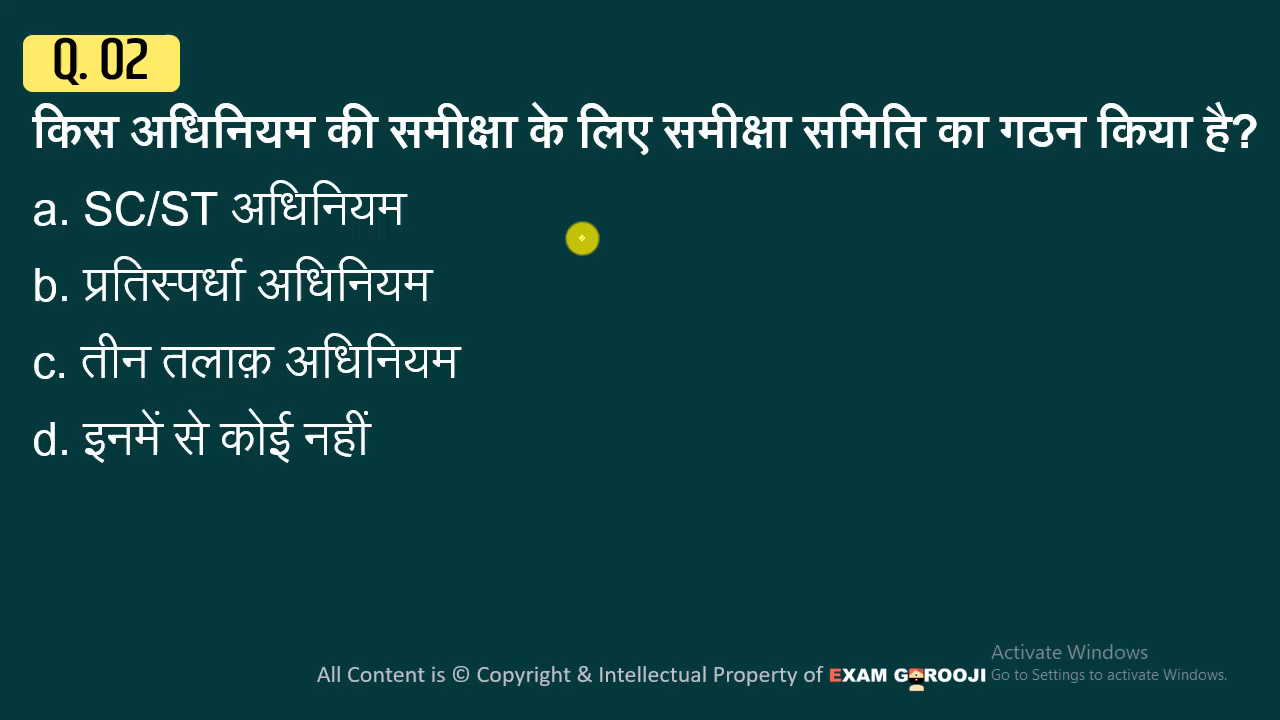 Q. 02
किस अधिनियम की समीक्षा के लिए समीक्षा समिति का गठन किया है?
a. SC/ST अधिनियम
b. प्रतिस्पर्धा अधिनियम
c. तीन तलाक़ अधिनियम
d. इनमें से कोई नहीं
Activate Windows
All Content is © Copyright & Intellectual Property of EXAM GUROOJI Go to Settings to activate Windows.